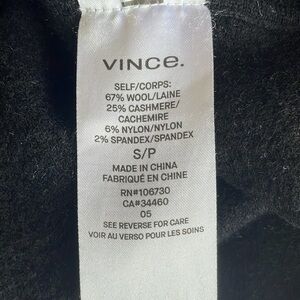 VINCE.
SELF/CORPS:
67% WOOL/LAINE
25% CASHMERE/
CACHEMIRE
6% NYLON/NYLON
2% SPANDEX/SPANDEX
S/P
MADE IN CHINA
FABRIQUÉ EN CHINE
RN#106730
CA#34460
05
SEE REVERSE FOR CARE
VOIR AU VERSO POUR LES SOINS